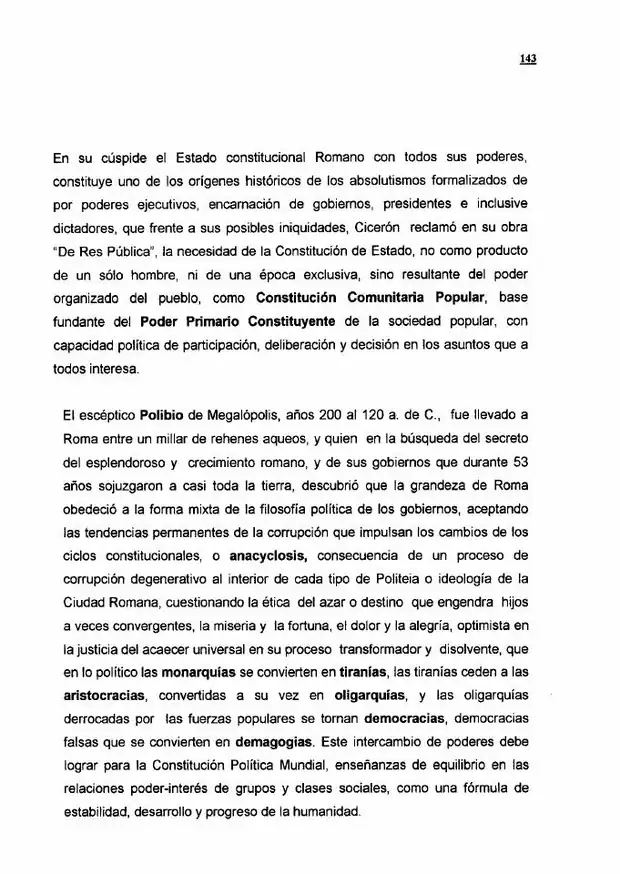 143
En su cúspide el Estado constitucional Romano con todos sus poderes,
constituye uno de los orígenes históricos de los absolutismos formalizados de
por poderes ejecutivos, encarnación de gobiernos, presidentes e inclusive
dictadores, que frente a sus posibles iniquidades, Cicerón reclamó en su obra
"De Res Pública", la necesidad de la Constitución de Estado, no como producto
de un sólo hombre, ni de una época exclusiva, sino resultante del poder
organizado del pueblo, como Constitución Comunitaria Popular, base
fundante del Poder Primario Constituyente de la sociedad popular, con
capacidad política de participación, deliberación y decisión en los asuntos que a
todos interesa.
El escéptico Polibio de Megalópolis, años 200 al 120 a. de C., fue llevado a
Roma entre un millar de rehenes aqueos, y quien en la búsqueda del secreto
del esplendoroso y crecimiento romano, y de sus gobiernos que durante 53
años sojuzgaron a casi toda la tierra, descubrió que la grandeza de Roma
obedeció a la forma mixta de la filosofía política de los gobiernos, aceptando
las tendencias permanentes de la corrupción que impulsan los cambios de los
ciclos constitucionales, o anacyclosis, consecuencia de un proceso de
corrupción degenerativo al interior de cada tipo de Politeia o ideología de la
Ciudad Romana, cuestionando la ética del azar o destino que engendra hijos
a veces convergentes, la miseria y la fortuna, el dolor y la alegría, optimista en
la justicia del acaecer universal en su proceso transformador y disolvente, que
en lo político las monarquías se convierten en tiranías, las tiranías ceden a las
aristocracias, convertidas a su vez en oligarquías, y las oligarquías
derrocadas por las fuerzas populares se tornan democracias, democracias
falsas que se convierten en demagogias. Este intercambio de poderes debe
lograr para la Constitución Política Mundial, enseñanzas de equilibrio en las
relaciones poder-interés de grupos y clases sociales, como una fórmula de
estabilidad, desarrollo y progreso de la humanidad.